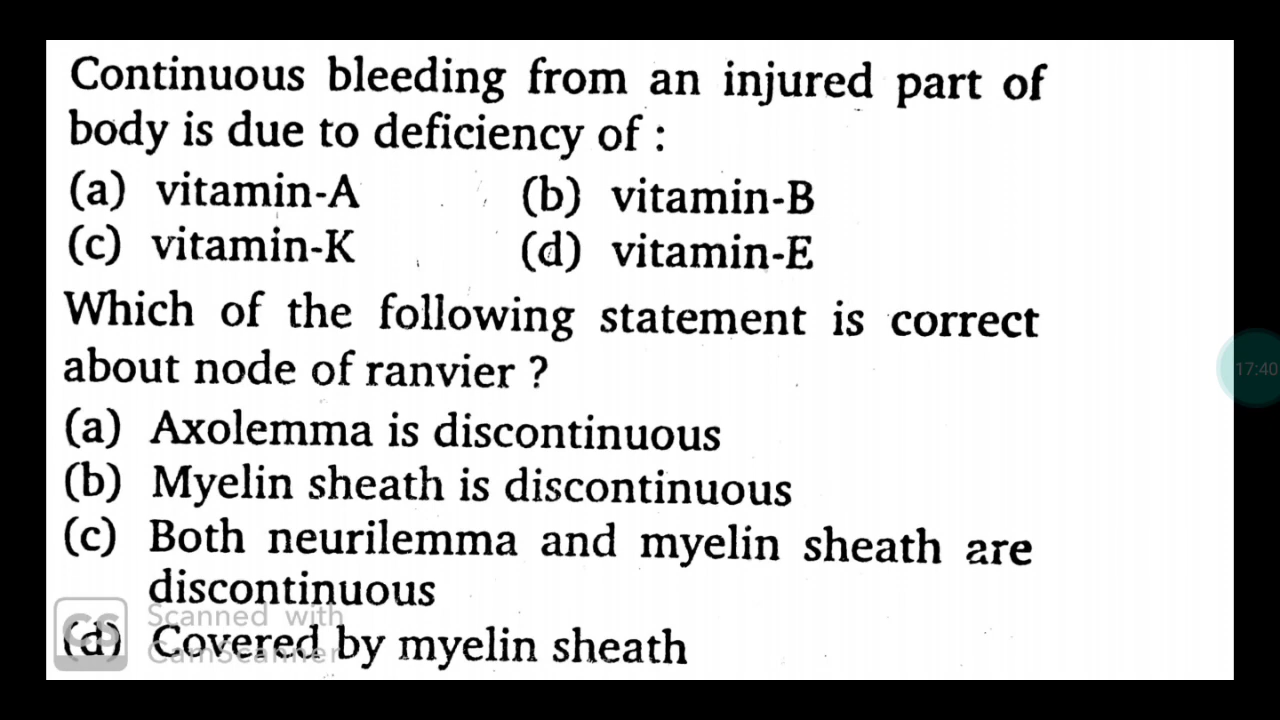 Continuous bleeding from an injured part of
body is due to deficiency of :
(a) vitamin-A (b) vitamin-B
(c) vitamin-K (d) vitamin-E
Which of the following statement is correct
about node of ranvier ?
(a) Axolemma is discontinuous
(b) Myelin sheath is discontinuous
(c) Both neurilemma and myelin sheath are
discontinuous
(d) Covered by myelin sheath
CS Scanned with
CamScanner
17:40